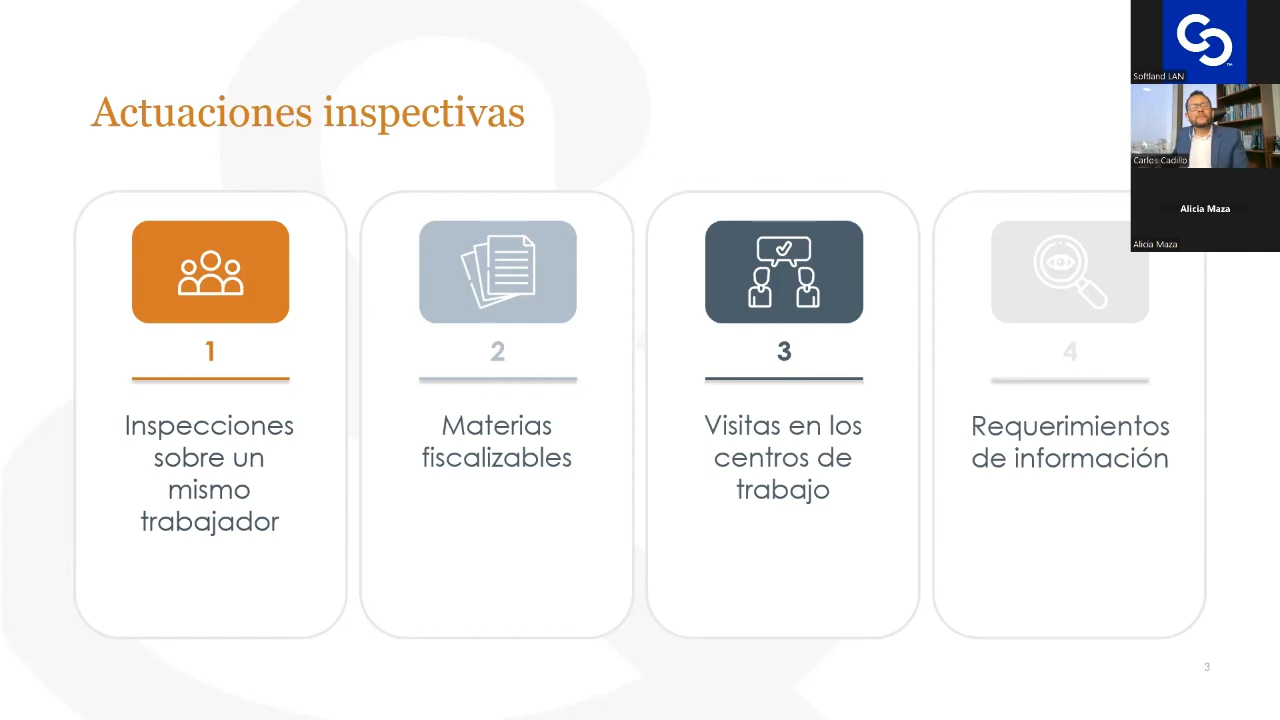 Actuaciones inspectivas
Softland LAN
Carlos Cadillo
Alicia Maza
Alicia Maza
1
Inspecciones
sobre un
mismo
trabajador
2
Materias
fiscalizables
3
Visitas en los
centros de
trabajo
4
Requerimientos
de información
3